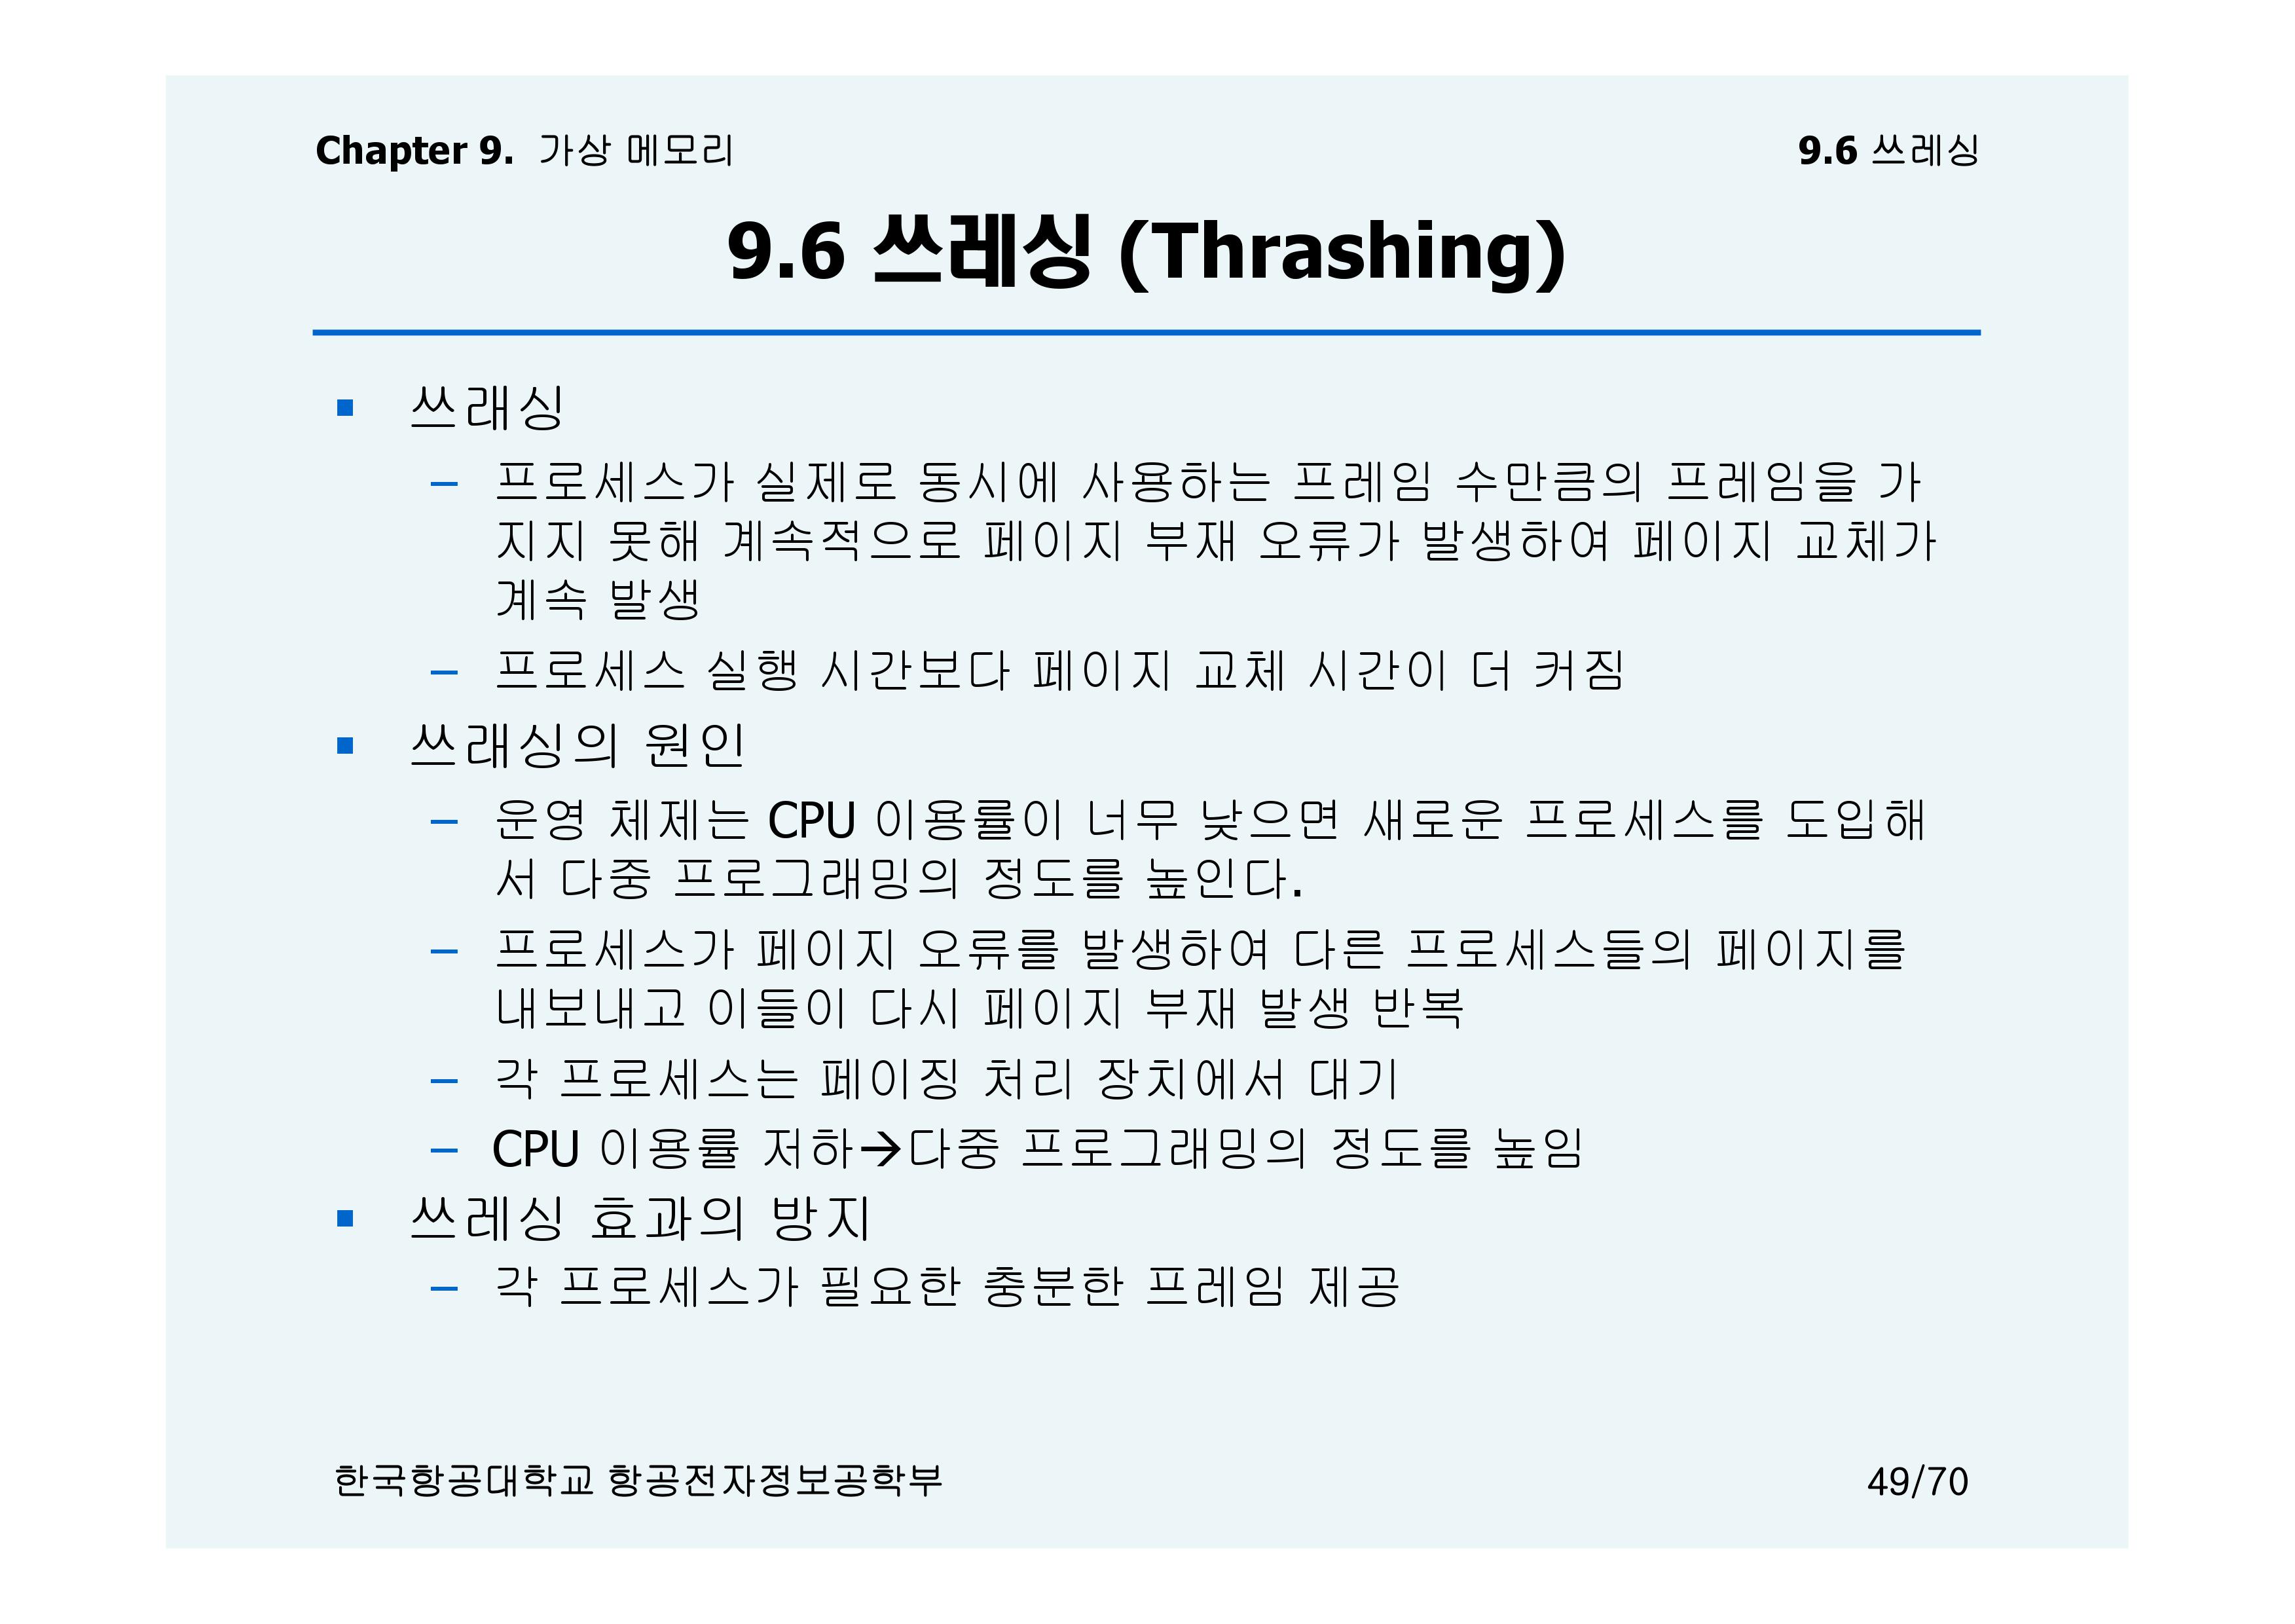 Chapter 9. 가상 메모리
9.6 쓰레싱
9.6 쓰레싱 (Thrashing)
▪ 쓰래싱
– 프로세스가 실제로 동시에 사용하는 프레임 수만큼의 프레임을 가
지지 못해 계속적으로 페이지 부재 오류가 발생하여 페이지 교체가
계속 발생
– 프로세스 실행 시간보다 페이지 교체 시간이 더 커짐
▪ 쓰래싱의 원인
– 운영 체제는 CPU 이용률이 너무 낮으면 새로운 프로세스를 도입해
서 다중 프로그래밍의 정도를 높인다.
– 프로세스가 페이지 오류를 발생하여 다른 프로세스들의 페이지를
내보내고 이들이 다시 페이지 부재 발생 반복
– 각 프로세스는 페이징 처리 장치에서 대기
– CPU 이용률 저하→다중 프로그래밍의 정도를 높임
▪ 쓰레싱 효과의 방지
– 각 프로세스가 필요한 충분한 프레임 제공
한국항공대학교 항공전자정보공학부
49/70